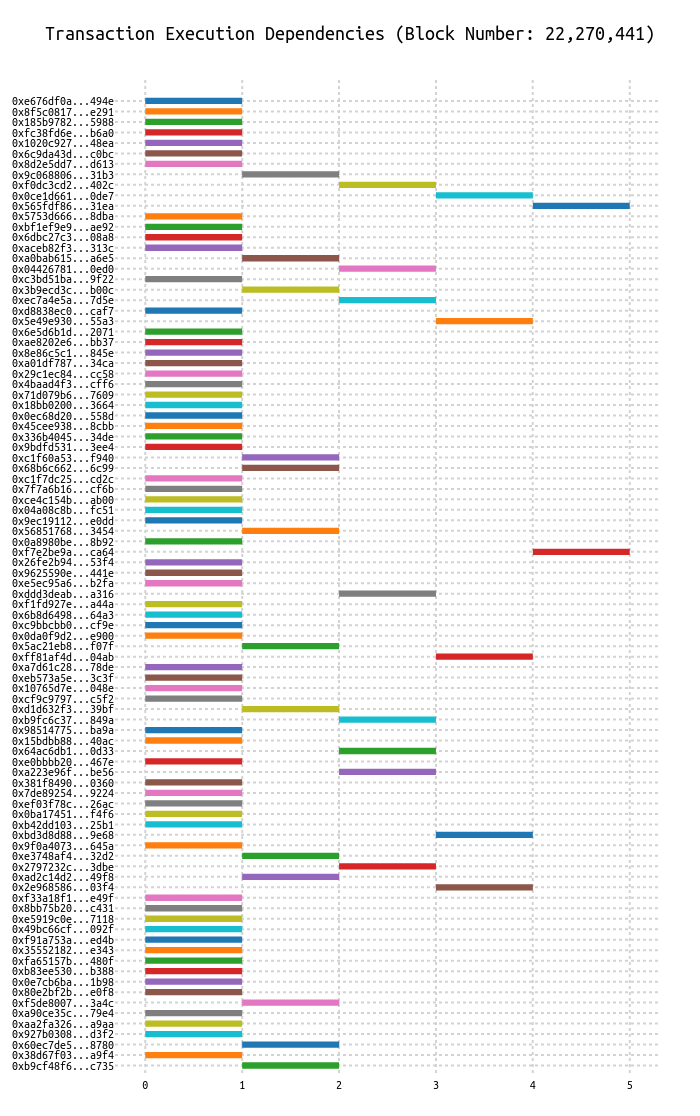 Transaction Execution Dependencies (Block Number: 22,270,441)
0xe676df0a...494e
0x8f5c0817...e291
0x185b9782...5988
0xfc38fd6e...b6a0
0x1020c927...48ea
0x6c9da43d...c0bc
0x8d2e5dd7...d613
0x9c068806...31b3
0xf0dc3cd2...402c
0x0ce1d661...0de7
0x565fdf86...31ea
0x5753d666...8dba
0xbf1ef9e9...ae92
0x6dbc27c3...08a8
0xaceb82f3...313c
0xa0bab615...a6e5
0x04426781...0ed0
0xc3bd51ba...9f22
0x3b9ecd3c...b00c
0xec7a4e5a...7d5e
0xd8838ec0...caf7
0x5e49e930...55a3
0x6e5d6b1d...2071
0xae8202e6...bb37
0x8e86c5c1...845e
0xa01df787...34ca
0x29c1ec84...cc58
0x4baad4f3...cff6
0x71d079b6...7609
0x18bb0200...3664
0x0ec68d20...558d
0x45cee938...8cbb
0x336b4045...34de
0x9bdfd531...3ee4
0xc1f60a53...f940
0x68b6c662...6c99
0xc1f7dc25...cd2c
0x7f7a6b16...cf6b
0xce4c154b...ab00
0x04a08c8b...fc51
0x9ec19112...e0dd
0x56851768...3454
0x0a8980be...8b92
0xf7e2be9a...ca64
0x26fe2b94...53f4
0x9625590e...441e
0xe5ec95a6...b2fa
0xddd3deab...a316
0xf1fd927e...a44a
0x6b8d6498...64a3
0xc9bbcbb0...cf9e
0x0da0f9d2...e900
0x5ac21eb8...f07f
0xff81af4d...04ab
0xa7d61c28...78de
0xeb573a5e...3c3f
0x10765d7e...048e
0xcf9c9797...c5f2
0xd1d632f3...39bf
0xb9fc6c37...849a
0x98514775...ba9a
0x15bdbb88...40ac
0x64ac6db1...0d33
0xe0bbbb20...467e
0xa223e96f...be56
0x381f8490...0360
0x7de89254...9224
0xef03f78c...26ac
0x0ba17451...f4f6
0xb42dd103...25b1
0xbd3d8d88...9e68
0x9f0a4073...645a
0xe3748af4...32d2
0x2797232c...3dbe
0xad2c14d2...49f8
0x2e968586...03f4
0xf33a18f1...e49f
0x8bb75b20...c431
0xe5919c0e...7118
0x49bc66cf...092f
0xf91a753a...ed4b
0x35552182...e343
0xfa65157b...480f
0xb83ee530...b388
0x0e7cb6ba...1b98
0x80e2bf2b...e0f8
0xf5de8007...3a4c
0xa90ce35c...79e4
0xaa2fa326...a9aa
0x927b0308...d3f2
0x60ec7de5...8780
0x38d67f03...a9f4
0xb9cf48f6...c735
0 1 2 3 4 5